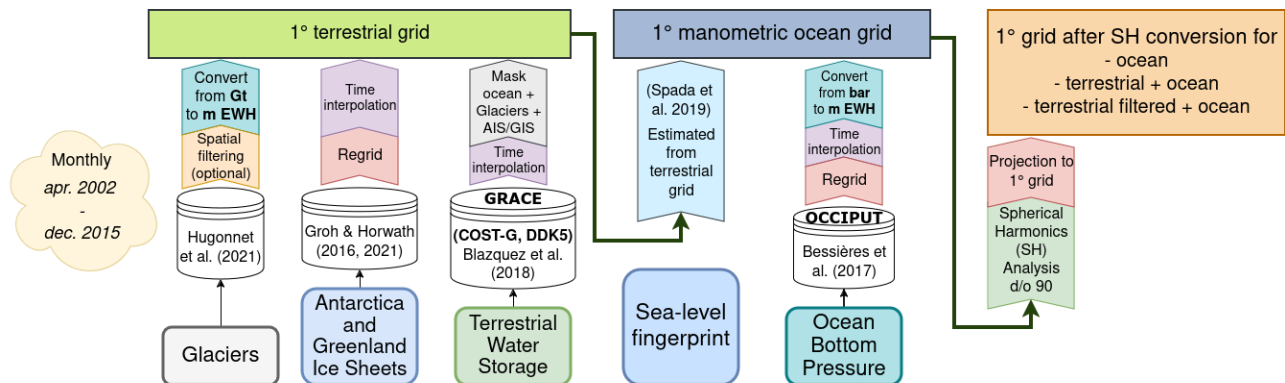 1° terrestrial grid
1° manometric ocean grid
1° grid after SH conversion for
- ocean
- terrestrial + ocean
- terrestrial filtered + ocean
Monthly
apr. 2002
-
dec. 2015
Convert
from Gt
to m EWH
Spatial
filtering
(optional)
Hugonnet
et al. (2021)
Glaciers
Time
interpolation
Regrid
Groh & Horwath
(2016, 2021)
Antarctica
and
Greenland
Ice Sheets
Mask
ocean +
Glaciers +
AIS/GIS
Time
interpolation
GRACE
(COST-G, DDK5)
Blazquez et al.
(2018)
Terrestrial
Water
Storage
(Spada et al.
2019)
Estimated
from
terrestrial
grid
Sea-level
fingerprint
Convert
from bar
to m EWH
Time
interpolation
Regrid
OCCIPUT
Bessières
et al. (2017)
Ocean
Bottom
Pressure
Projection to
1° grid
Spherical
Harmonics
(SH)
Analysis
d/o 90